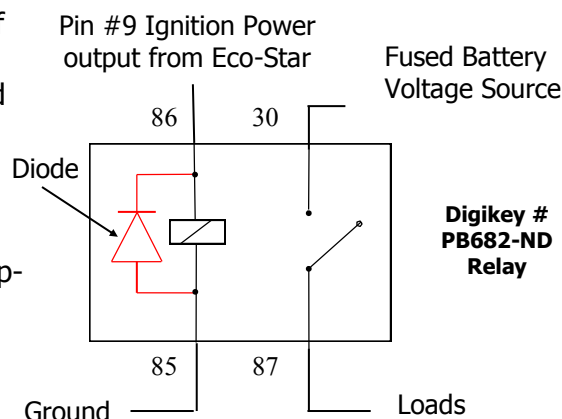 f
Pin #9 Ignition Power
output from Eco-Star
Fused Battery
Voltage Source
d
86
30
Diode
Digikey #
PB682-ND
Relay
p-
85
87
Ground
Loads